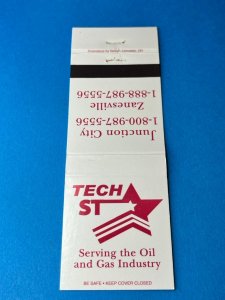 1-888-987-5556
Zanesville
1-800-987-5556
Junction City
TECH
ST
Serving the Oil
and Gas Industry
BE SAFE • KEEP COVER CLOSED